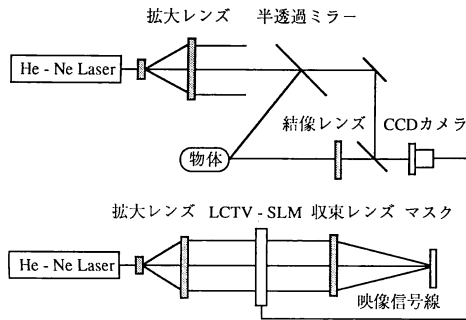 拡大レンズ 半透過ミラー
He - Ne Laser
結像レンズ CCDカメラ
物体
拡大レンズ LCTV - SLM 収束レンズ マスク
He - Ne Laser
映像信号線